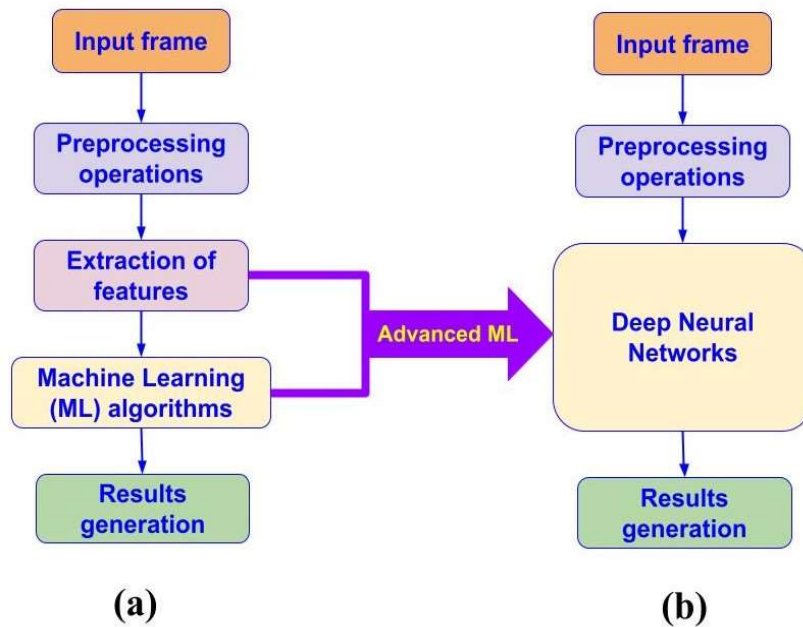 Input frame
Preprocessing
operations
Extraction of
features
Machine Learning
(ML) algorithms
Results
generation
(a)
Advanced ML
Input frame
Preprocessing
operations
Deep Neural
Networks
Results
generation
(b)